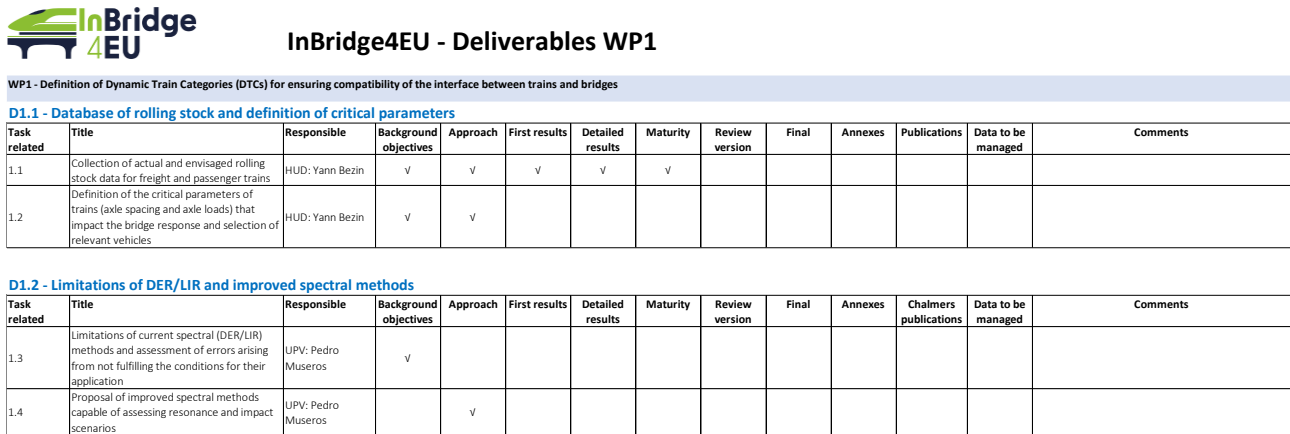 InBridge
4EU
InBridge4EU - Deliverables WP1
WP1 - Definition of Dynamic Train Categories (DTCs) for ensuring compatibility of the interface between trains and bridges
D1.1 - Database of rolling stock and definition of critical parameters
Task related Title Responsible Background objectives Approach First results Detailed results Maturity Review version Final Annexes Publications Data to be managed Comments
1.1 Collection of actual and envisaged rolling stock data for freight and passenger trains HUD: Yann Bezin √ √ √ √ √
1.2 Definition of the critical parameters of trains (axle spacing and axle loads) that impact the bridge response and selection of relevant vehicles HUD: Yann Bezin √ √
D1.2 - Limitations of DER/LIR and improved spectral methods
Task related Title Responsible Background objectives Approach First results Detailed results Maturity Review version Final Annexes Chalmers publications Data to be managed Comments
1.3 Limitations of current spectral (DER/LIR) methods and assessment of errors arising from not fulfilling the conditions for their application UPV: Pedro Museros √
1.4 Proposal of improved spectral methods capable of assessing resonance and impact scenarios UPV: Pedro Museros √